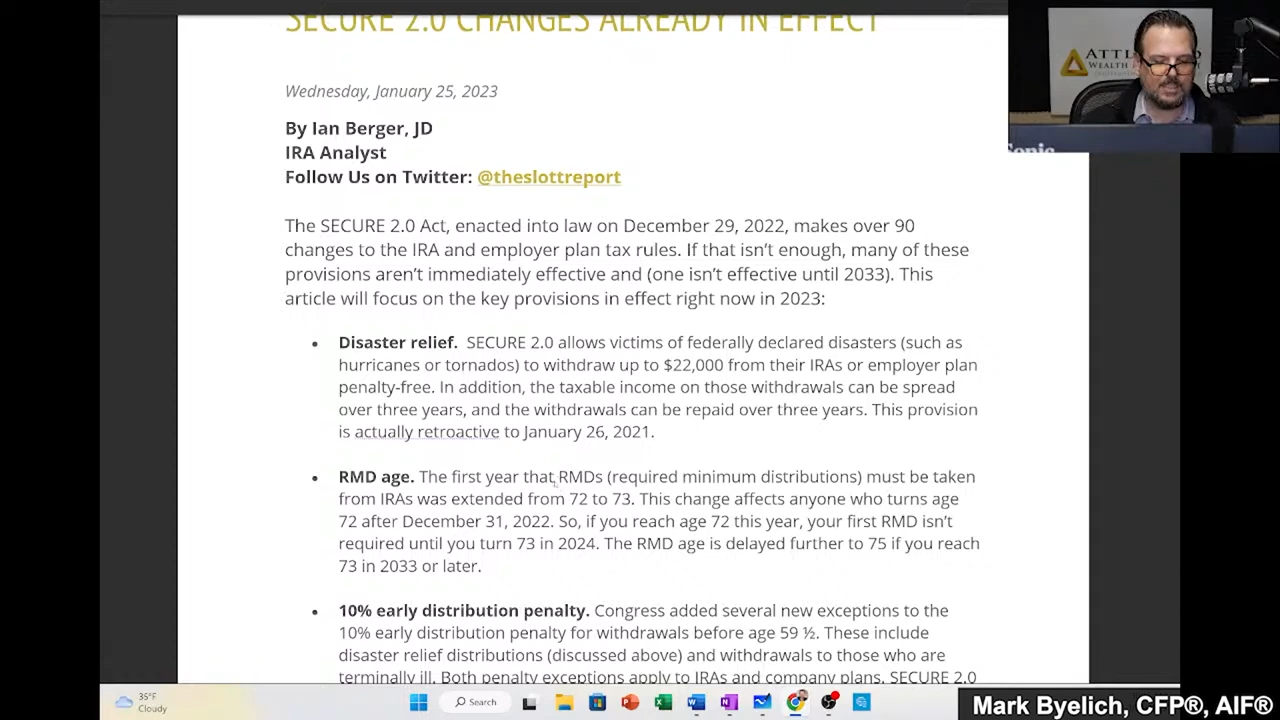 SECURE 2.0 CHANGES ALREADY IN EFFECT
Wednesday, January 25, 2023
By Ian Berger, JD
IRA Analyst
Follow Us on Twitter: @theslottreport
The SECURE 2.0 Act, enacted into law on December 29, 2022, makes over 90
changes to the IRA and employer plan tax rules. If that isn't enough, many of these
provisions aren't immediately effective and (one isn't effective until 2033). This
article will focus on the key provisions in effect right now in 2023:
• Disaster relief. SECURE 2.0 allows victims of federally declared disasters (such as
hurricanes or tornados) to withdraw up to $22,000 from their IRAs or employer plan
penalty-free. In addition, the taxable income on those withdrawals can be spread
over three years, and the withdrawals can be repaid over three years. This provision
is actually retroactive to January 26, 2021.
• RMD age. The first year that RMDs (required minimum distributions) must be taken
from IRAs was extended from 72 to 73. This change affects anyone who turns age
72 after December 31, 2022. So, if you reach age 72 this year, your first RMD isn't
required until you turn 73 in 2024. The RMD age is delayed further to 75 if you reach
73 in 2033 or later.
• 10% early distribution penalty. Congress added several new exceptions to the
10% early distribution penalty for withdrawals before age 59 ½. These include
disaster relief distributions (discussed above) and withdrawals to those who are
terminally ill. Both penalty exceptions apply to IRAs and company plans. SECURE 2.0
35°F
Cloudy
Search
Mark Byelich, CFP®, AIF®